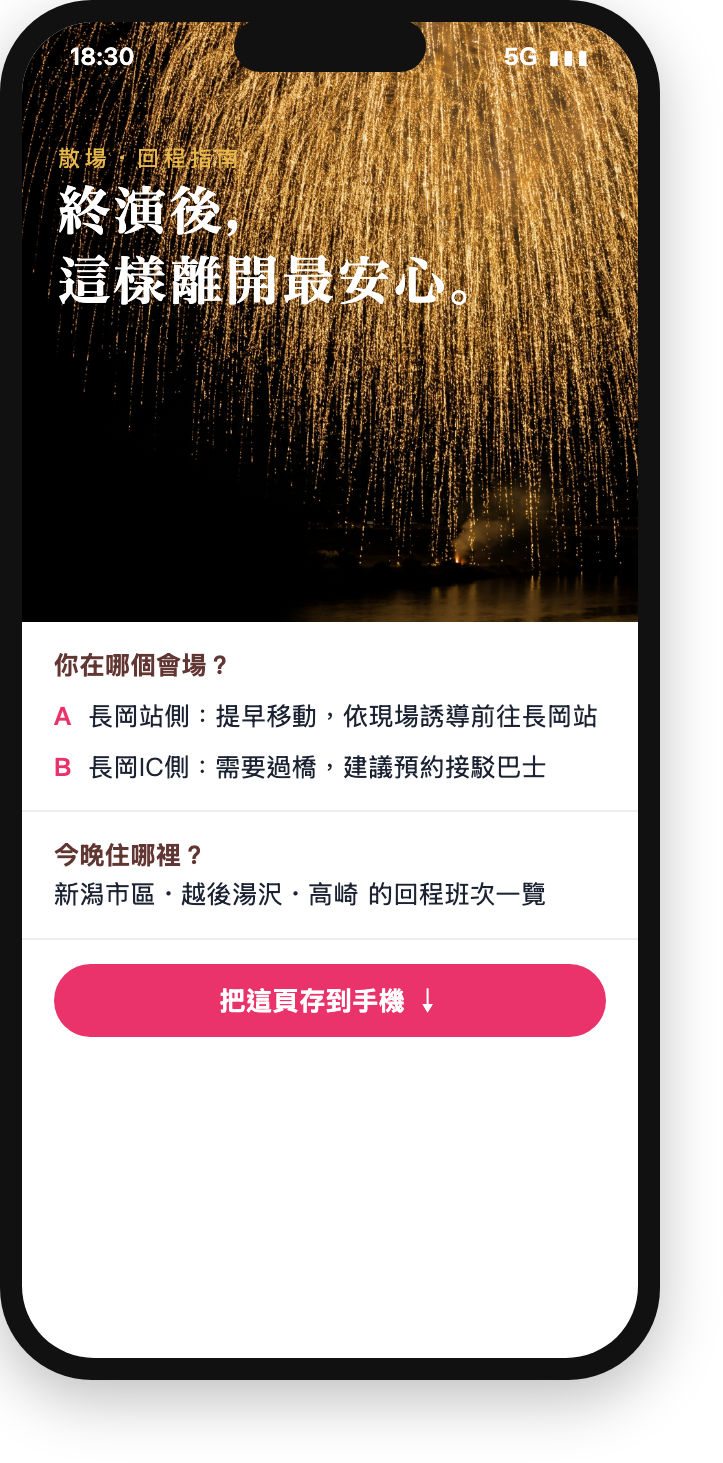 18:30
5G
散場・回程指南
終演後,
這樣離開最安心。
你在哪個會場？
A 長岡站側：提早移動，依現場誘導前往長岡站
B 長岡IC側：需要過橋，建議預約接駁巴士
今晚住哪裡？
新潟市區・越後湯沢・高崎 的回程班次一覽
把這頁存到手機 ↓